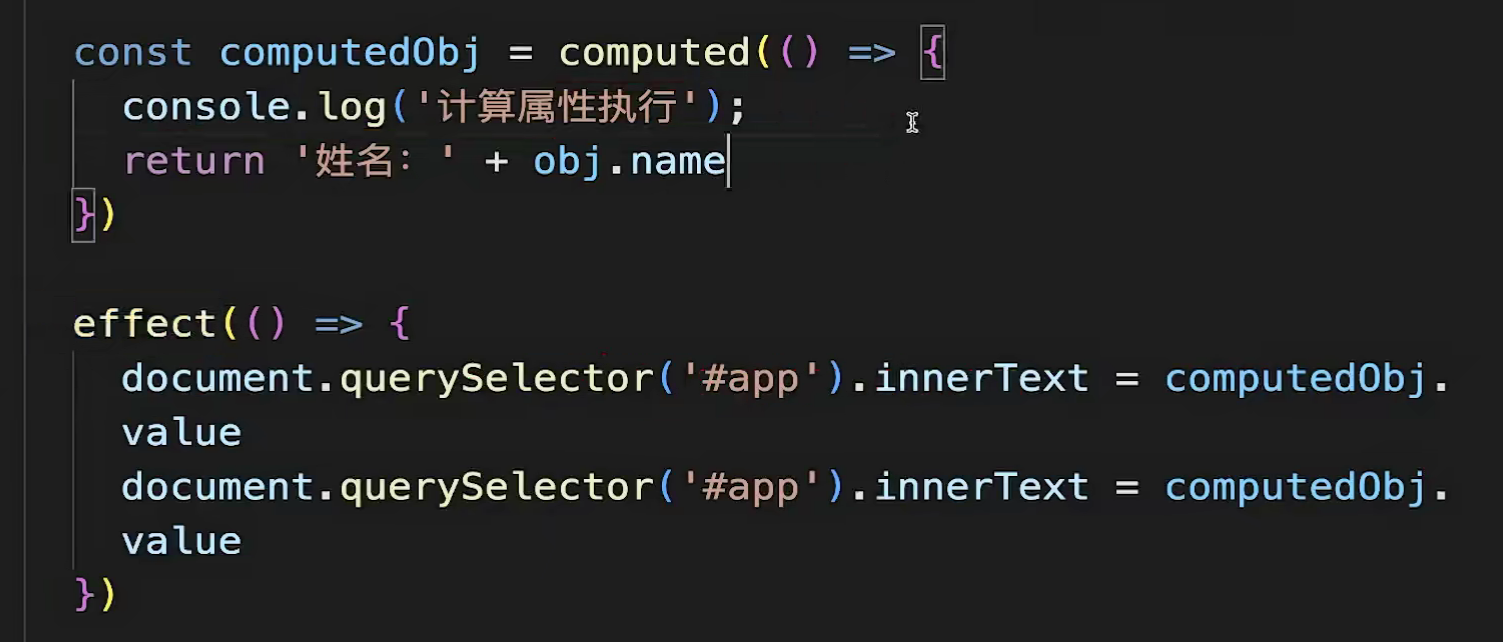 const computedObj = computed(() => {
console.log('计算属性执行');
return '姓名：' + obj.name
})
effect(() => {
document.querySelector('#app').innerText = computedObj.
value
document.querySelector('#app').innerText = computedObj.
value
})